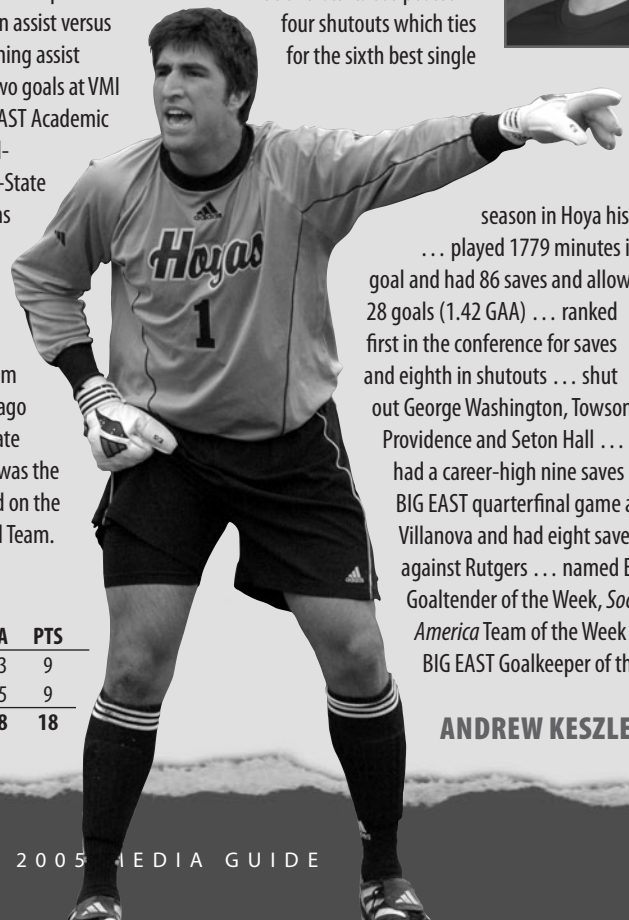 n assist versus
ning assist
wo goals at VMI
AST Academic
-State
four shutouts which ties
for the sixth best single
Hoyas
1
season in Hoya his
… played 1779 minutes i
goal and had 86 saves and allow
28 goals (1.42 GAA) … ranked
first in the conference for saves
and eighth in shutouts … shut
out George Washington, Towson
Providence and Seton Hall …
had a career-high nine saves
BIG EAST quarterfinal game a
Villanova and had eight save
against Rutgers … named B
Goaltender of the Week, Soc
America Team of the Week
BIG EAST Goalkeeper of th
ANDREW KESZLE
m
ago
ate
was the
d on the
l Team.
A PTS
3 9
5 9
8 18
2005 MEDIA GUIDE